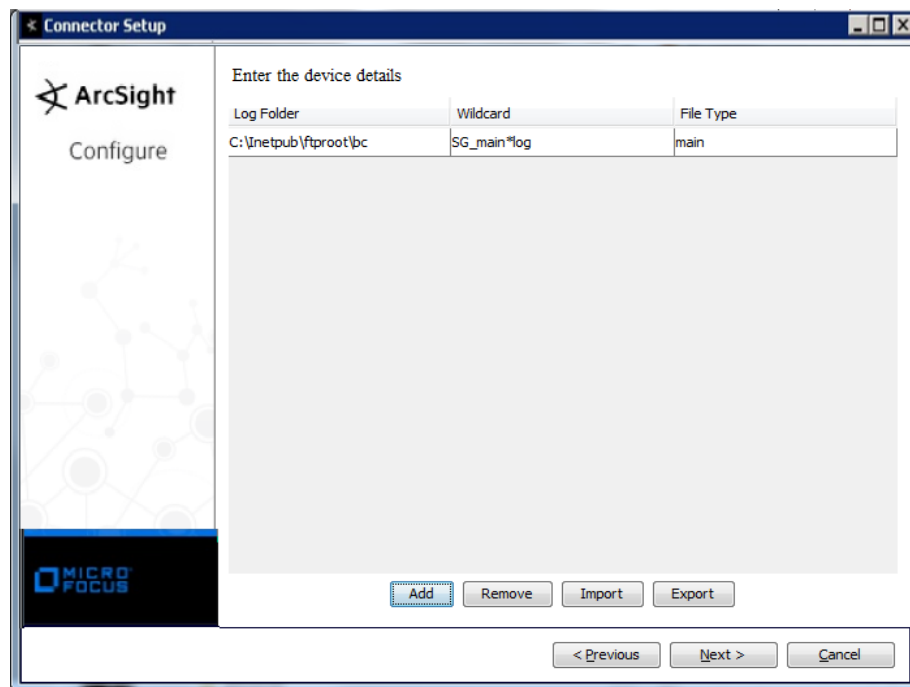 Connector Setup
ArcSight
Configure
Enter the device details
Log Folder Wildcard File Type
C:\Inetpub\ftproot\bc SG_main*log main
MICRO
FOCUS
Add Remove Import Export
< Previous Next > Cancel